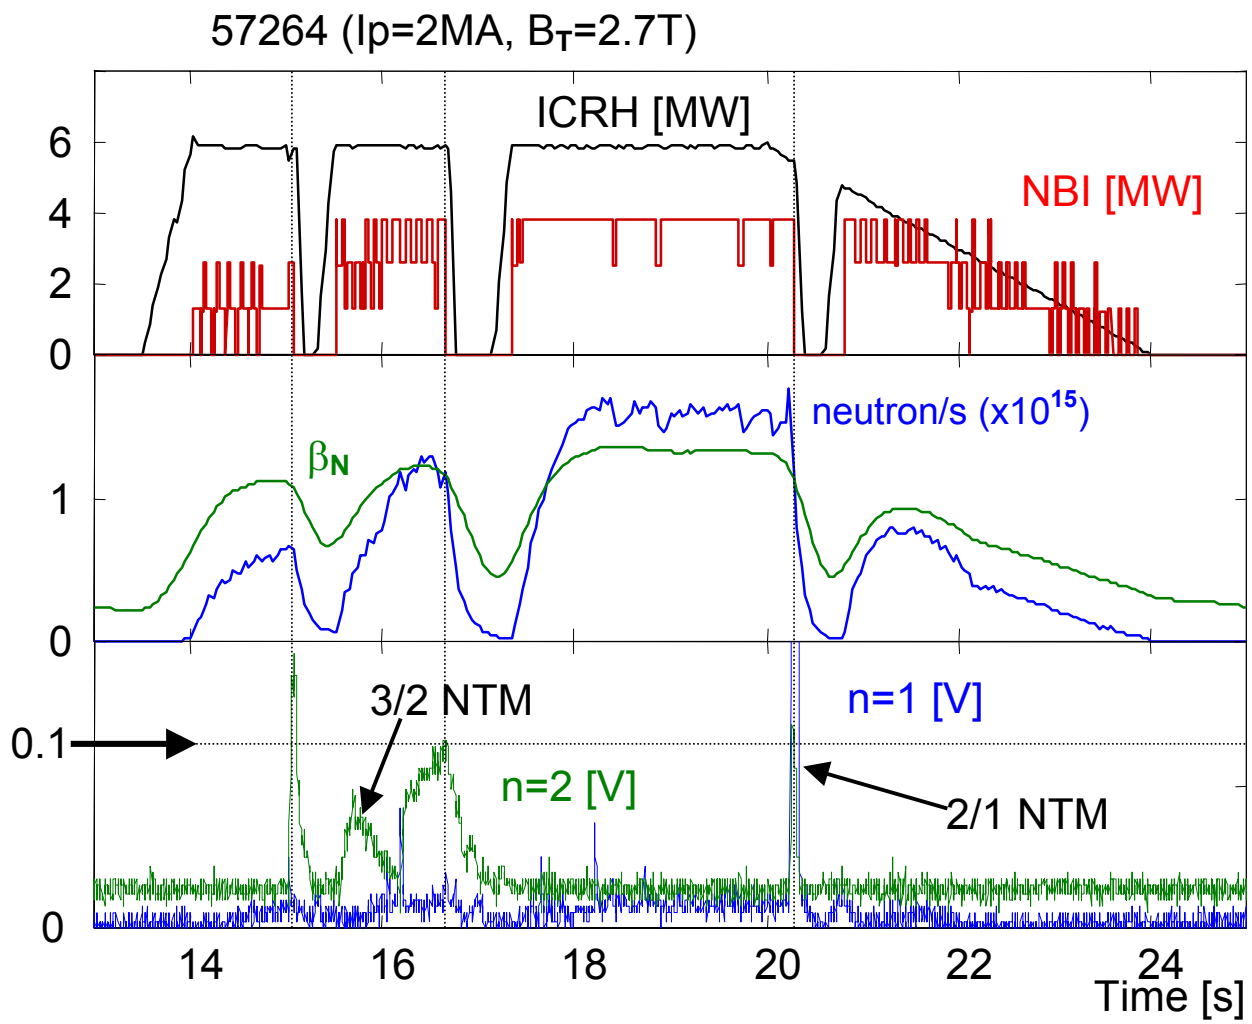 57264 (Ip=2MA, BT=2.7T)
ICRH [MW]
NBI [MW]
6
4
2
0
neutron/s (x10¹⁵)
βN
1
0
3/2 NTM
n=1 [V]
0.1
n=2 [V]
2/1 NTM
0
14 16 18 20 22 24
Time [s]